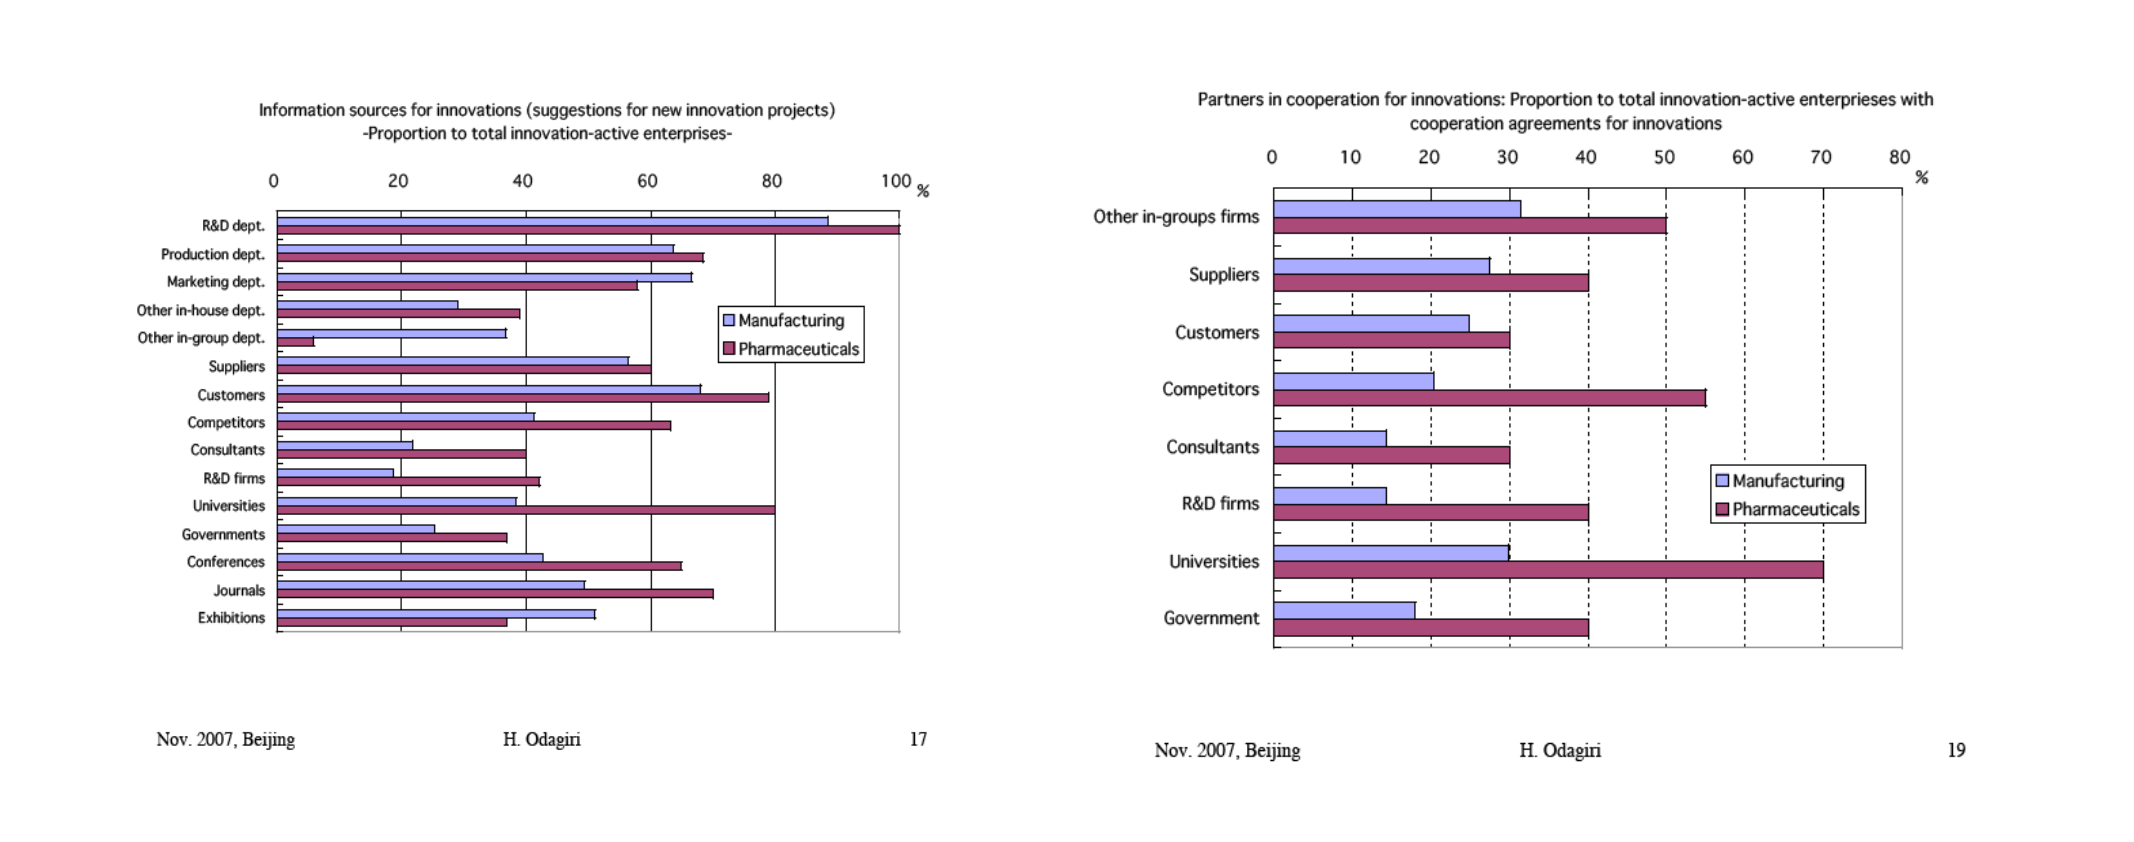 Information sources for innovations (suggestions for new innovation projects)
-Proportion to total innovation-active enterprises-
0 20 40 60 80 100 %
R&D dept.
Production dept.
Marketing dept.
Other in-house dept.
Other in-group dept.
Suppliers
Customers
Competitors
Consultants
R&D firms
Universities
Governments
Conferences
Journals
Exhibitions
Manufacturing
Pharmaceuticals
Nov. 2007, Beijing H. Odagiri 17
Partners in cooperation for innovations: Proportion to total innovation-active enterprieses with
cooperation agreements for innovations
0 10 20 30 40 50 60 70 80
%
Other in-groups firms
Suppliers
Customers
Competitors
Consultants
R&D firms
Universities
Government
Manufacturing
Pharmaceuticals
Nov. 2007, Beijing H. Odagiri 19